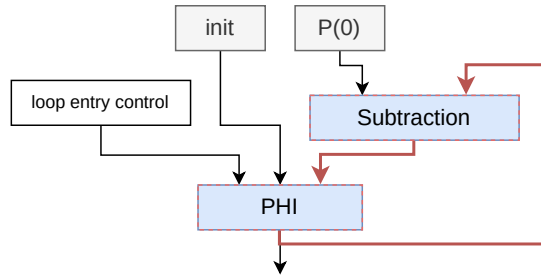 init
P(0)
loop entry control
Subtraction
PHI